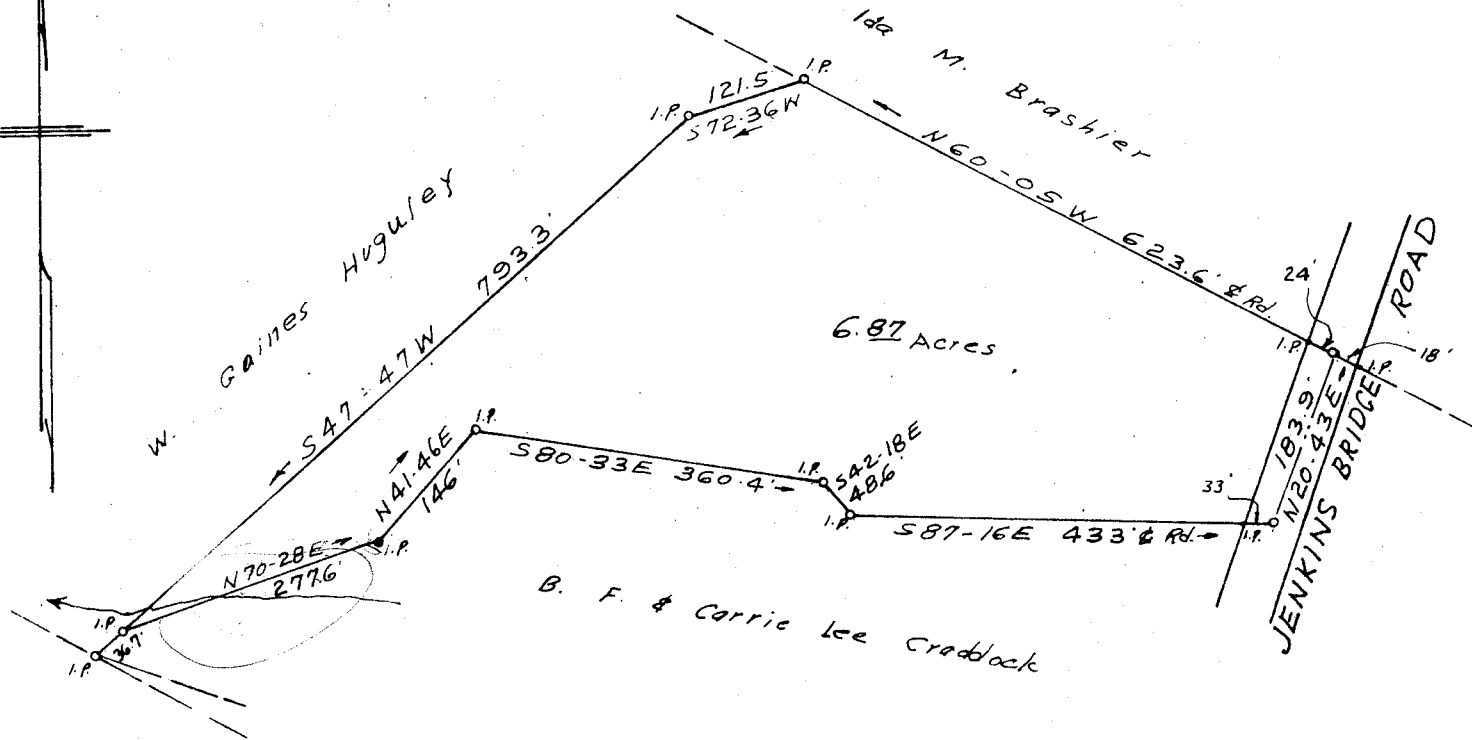 Ida M. Brashier
I.P.
121.5
S72.36W
I.P.
N60-05W 623.6' ₵ Rd.
W. Gaines Huguley
S47-47W 793.3'
6.87 Acres
24'
18'
I.P.
I.P.
JENKINS BRIDGE ROAD
N20-43E
183.9'
I.P.
N41-46E
146'
S80-33E 360.4'
I.P.
S42-18E
48.6'
I.P.
S87-16E 433' ₵ Rd.
33'
I.P.
N70-28E
277.6'
I.P.
I.P.
36.7'
I.P.
B. F. & Carrie Lee Craddock